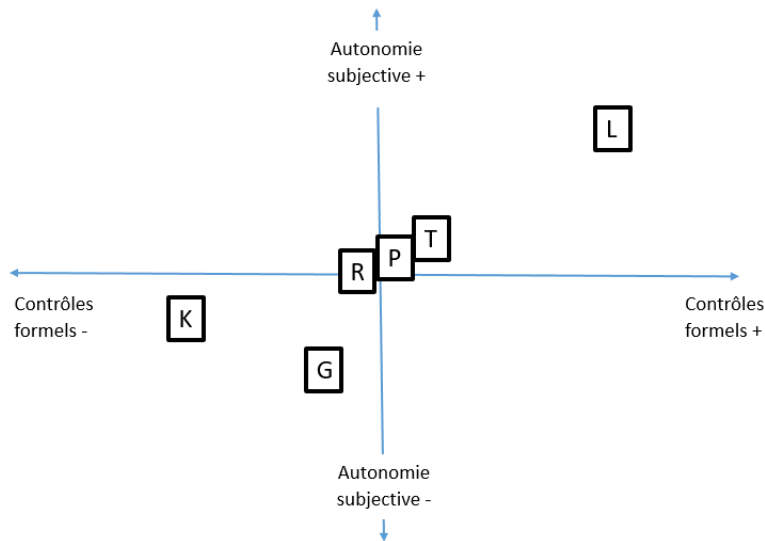 Autonomie
subjective +
L
T
P
R
Contrôles
formels -
Contrôles
formels +
K
G
Autonomie
subjective -